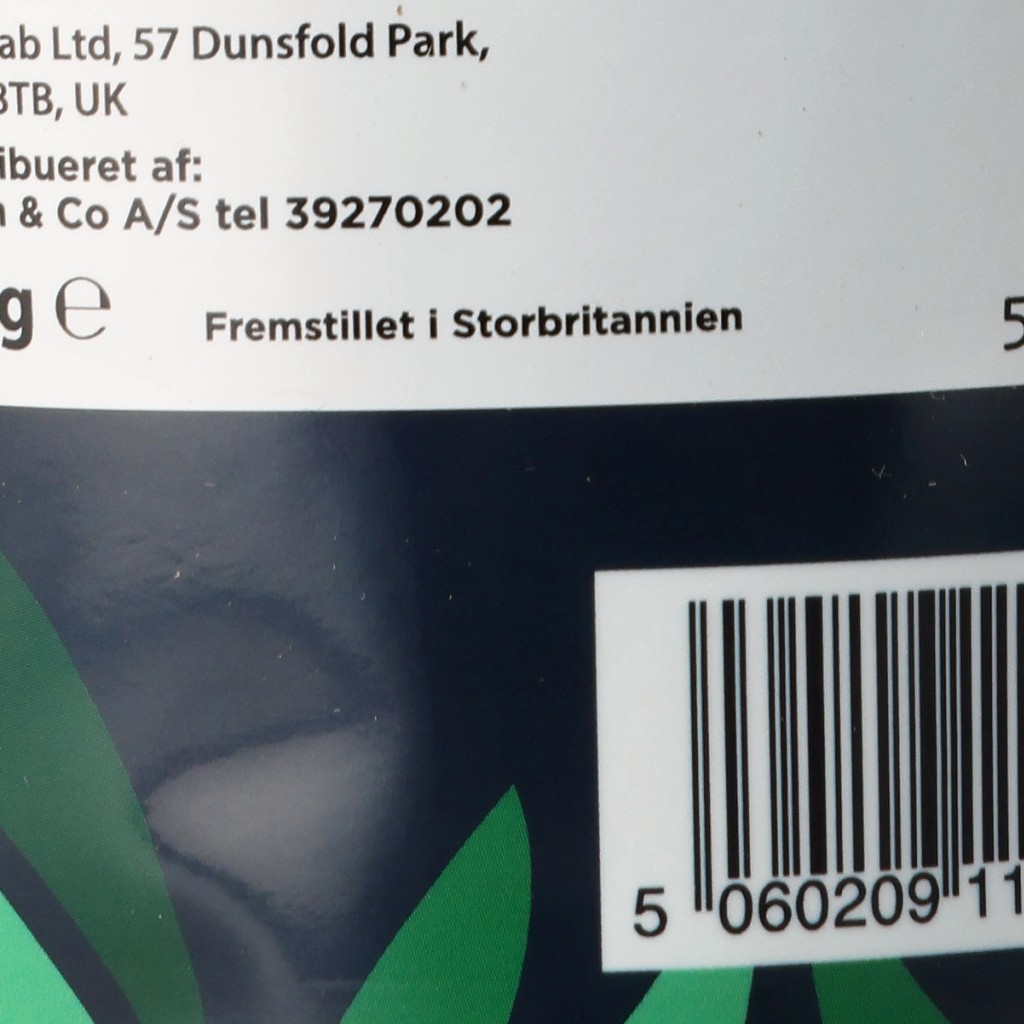 ab Ltd, 57 Dunsfold Park,
3TB, UK
ibueret af:
& Co A/S tel 39270202
g ℮
Fremstillet i Storbritannien
5
5 060209 11